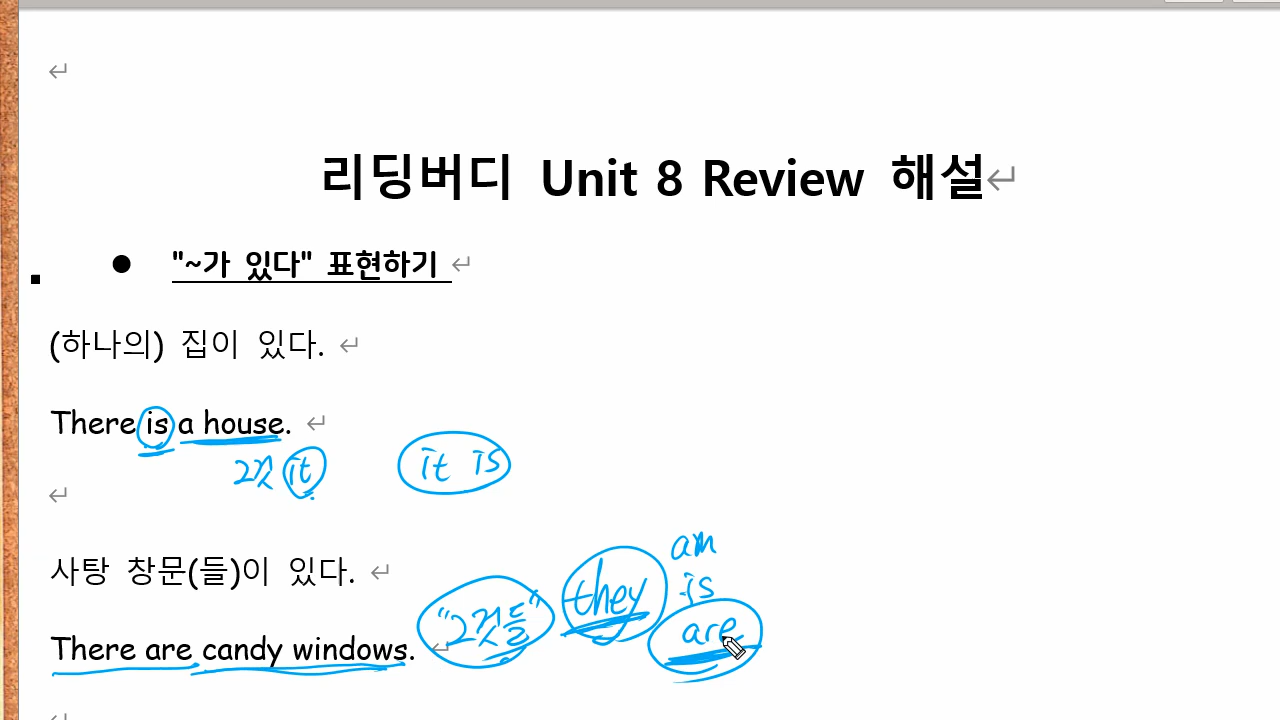 리딩버디 Unit 8 Review 해설
● "~가 있다" 표현하기
(하나의) 집이 있다.
There is a house.
그것 it it is
사탕 창문(들)이 있다.
am
is
"그것들" they are
There are candy windows.